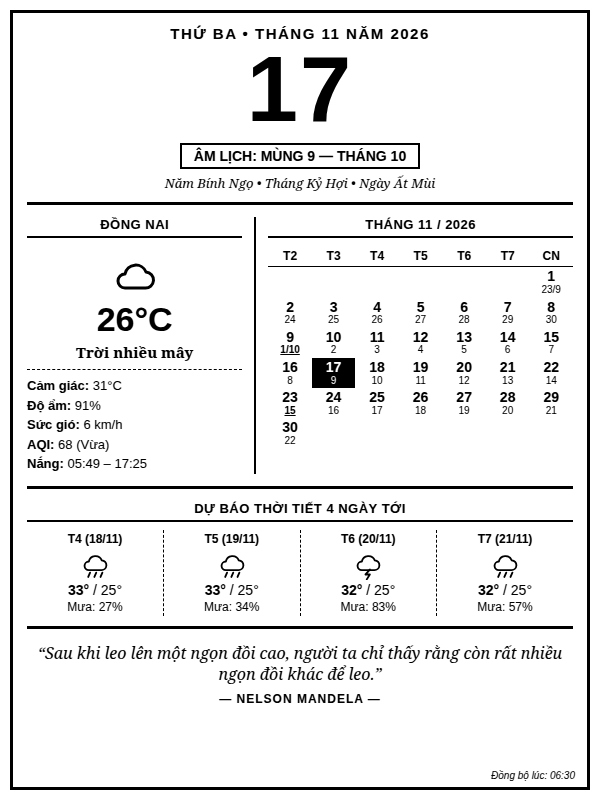 THỨ BA • THÁNG 11 NĂM 2026
17
ÂM LỊCH: MÙNG 9 — THÁNG 10
Năm Bính Ngọ • Tháng Kỷ Hợi • Ngày Ất Mùi
ĐỒNG NAI
26°C
Trời nhiều mây
Cảm giác: 31°C
Độ ẩm: 91%
Sức gió: 6 km/h
AQI: 68 (Vừa)
Nắng: 05:49 – 17:25
THÁNG 11 / 2026
T2 T3 T4 T5 T6 T7 CN
1
23/9
2 3 4 5 6 7 8
24 25 26 27 28 29 30
9 10 11 12 13 14 15
1/10 2 3 4 5 6 7
16 17 18 19 20 21 22
8 9 10 11 12 13 14
23 24 25 26 27 28 29
15 16 17 18 19 20 21
30
22
DỰ BÁO THỜI TIẾT 4 NGÀY TỚI
T4 (18/11) T5 (19/11) T6 (20/11) T7 (21/11)
33° / 25° 33° / 25° 32° / 25° 32° / 25°
Mưa: 27% Mưa: 34% Mưa: 83% Mưa: 57%
“Sau khi leo lên một ngọn đồi cao, người ta chỉ thấy rằng còn rất nhiều
ngọn đồi khác để leo.”
— NELSON MANDELA —
Đồng bộ lúc: 06:30